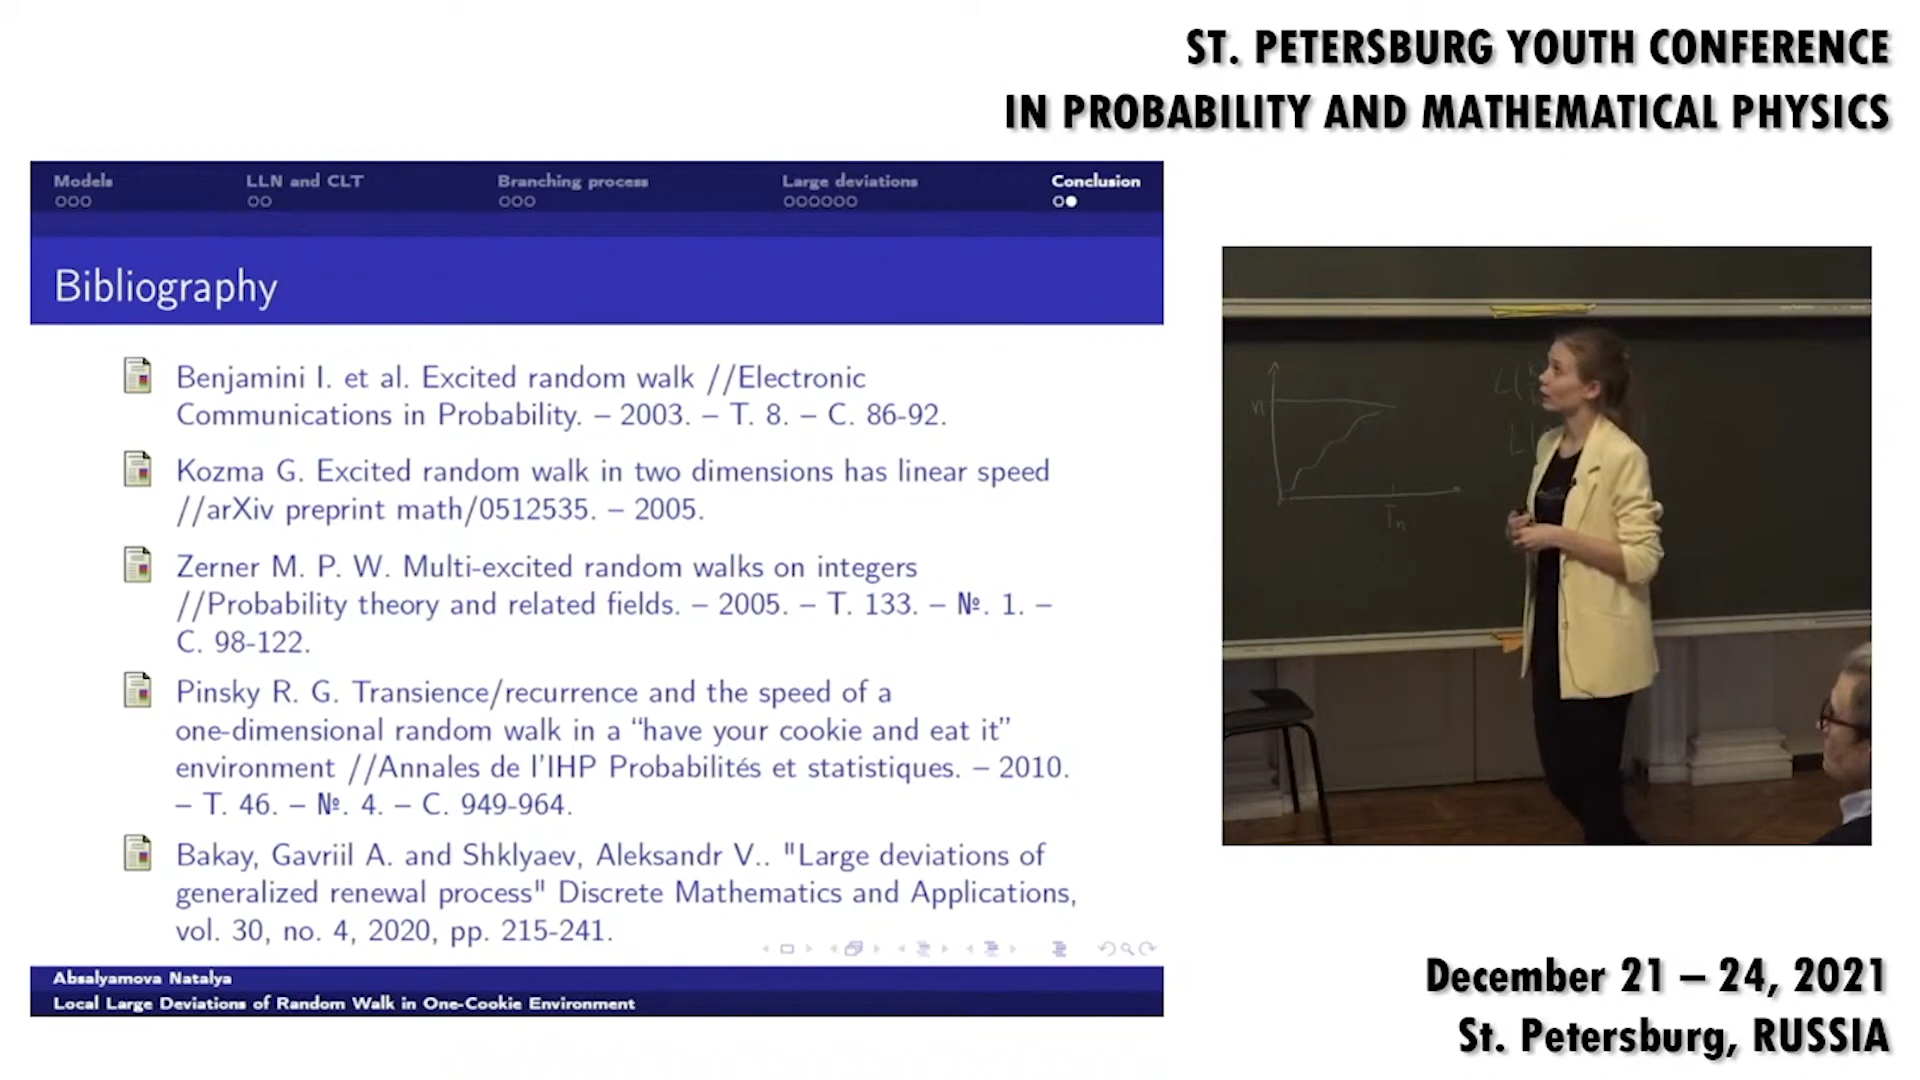 ST. PETERSBURG YOUTH CONFERENCE
IN PROBABILITY AND MATHEMATICAL PHYSICS
Models LLN and CLT Branching process Large deviations Conclusion
Bibliography
Benjamini I. et al. Excited random walk //Electronic
Communications in Probability. – 2003. – T. 8. – C. 86-92.
Kozma G. Excited random walk in two dimensions has linear speed
//arXiv preprint math/0512535. – 2005.
Zerner M. P. W. Multi-excited random walks on integers
//Probability theory and related fields. – 2005. – T. 133. – №. 1. –
C. 98-122.
Pinsky R. G. Transience/recurrence and the speed of a
one-dimensional random walk in a “have your cookie and eat it”
environment //Annales de l'IHP Probabilités et statistiques. – 2010.
– T. 46. – №. 4. – C. 949-964.
Bakay, Gavriil A. and Shklyaev, Aleksandr V.. "Large deviations of
generalized renewal process" Discrete Mathematics and Applications,
vol. 30, no. 4, 2020, pp. 215-241.
Absalyamova Natalya
Local Large Deviations of Random Walk in One-Cookie Environment
n
Tn
December 21 – 24, 2021
St. Petersburg, RUSSIA